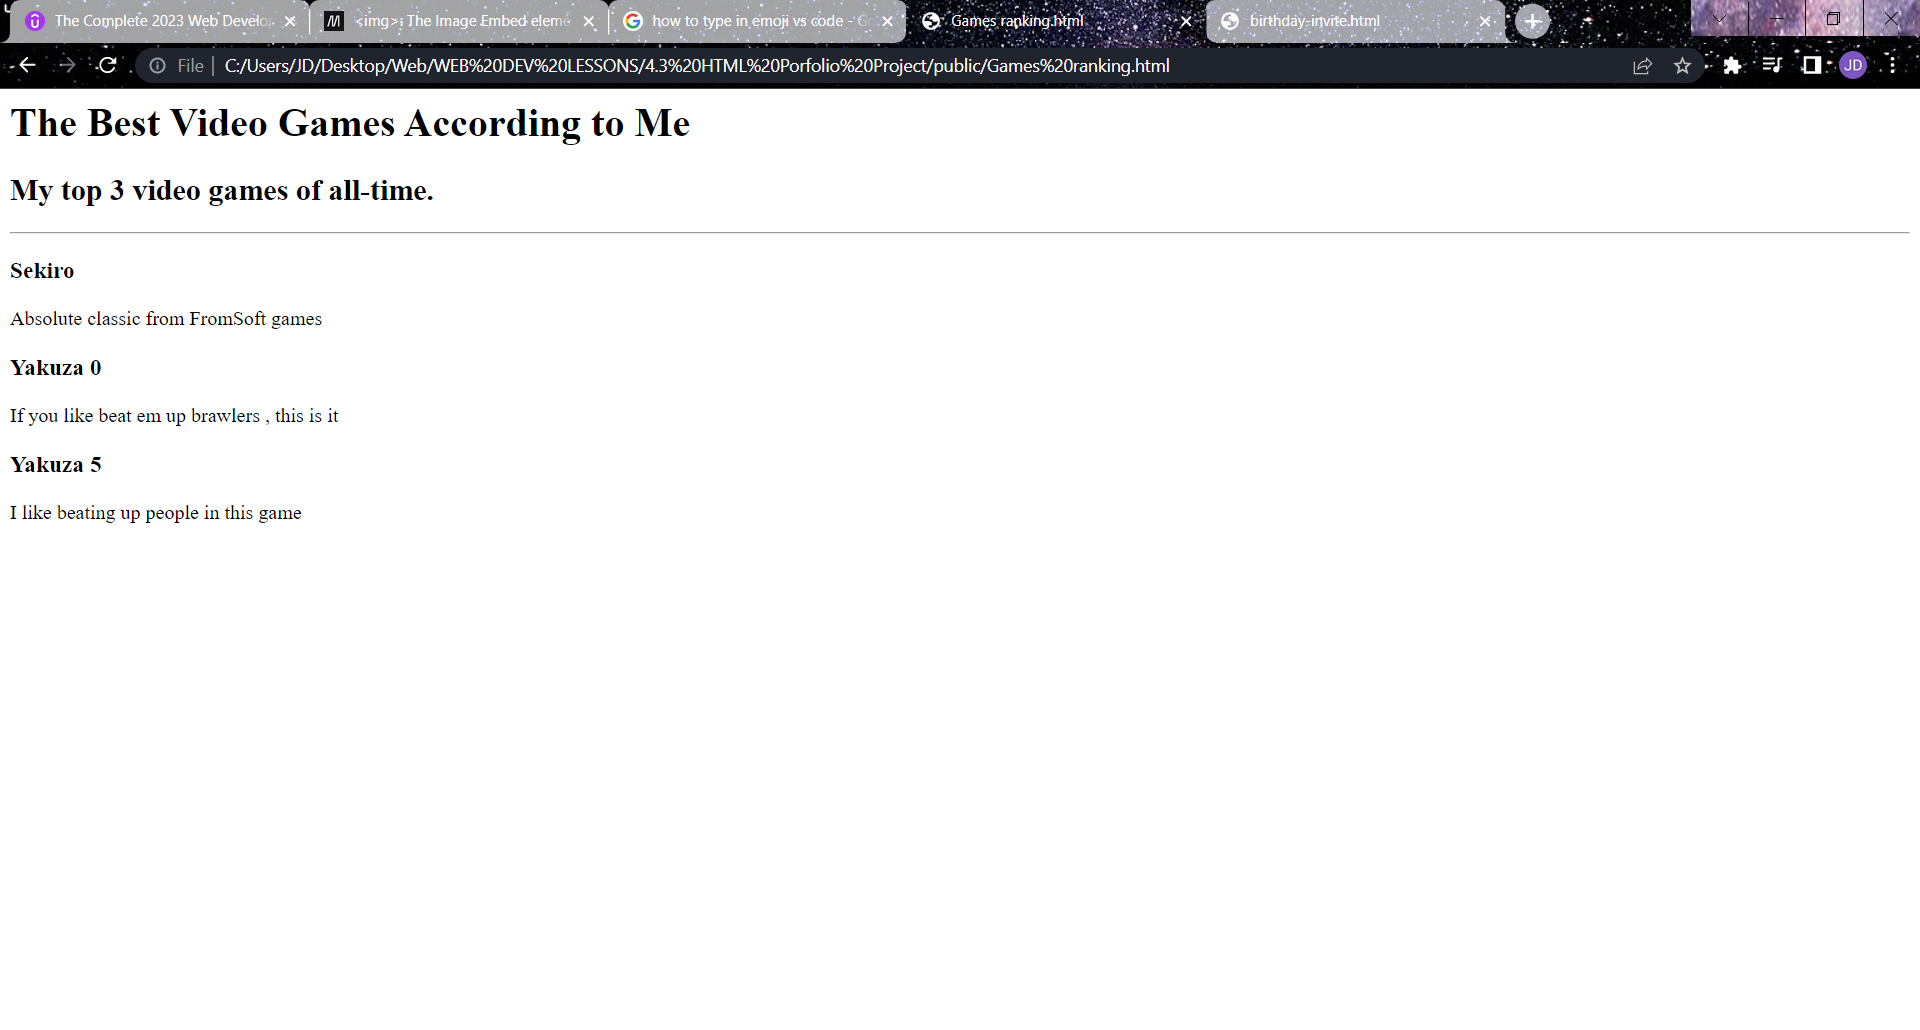 The Complete 2023 Web Develop
<img>: The Image Embed eleme
how to type in emoji vs code - G
Games ranking.html
birthday-invite.html
File | C:/Users/JD/Desktop/Web/WEB%20DEV%20LESSONS/4.3%20HTML%20Porfolio%20Project/public/Games%20ranking.html
JD
The Best Video Games According to Me
My top 3 video games of all-time.
Sekiro
Absolute classic from FromSoft games
Yakuza 0
If you like beat em up brawlers , this is it
Yakuza 5
I like beating up people in this game